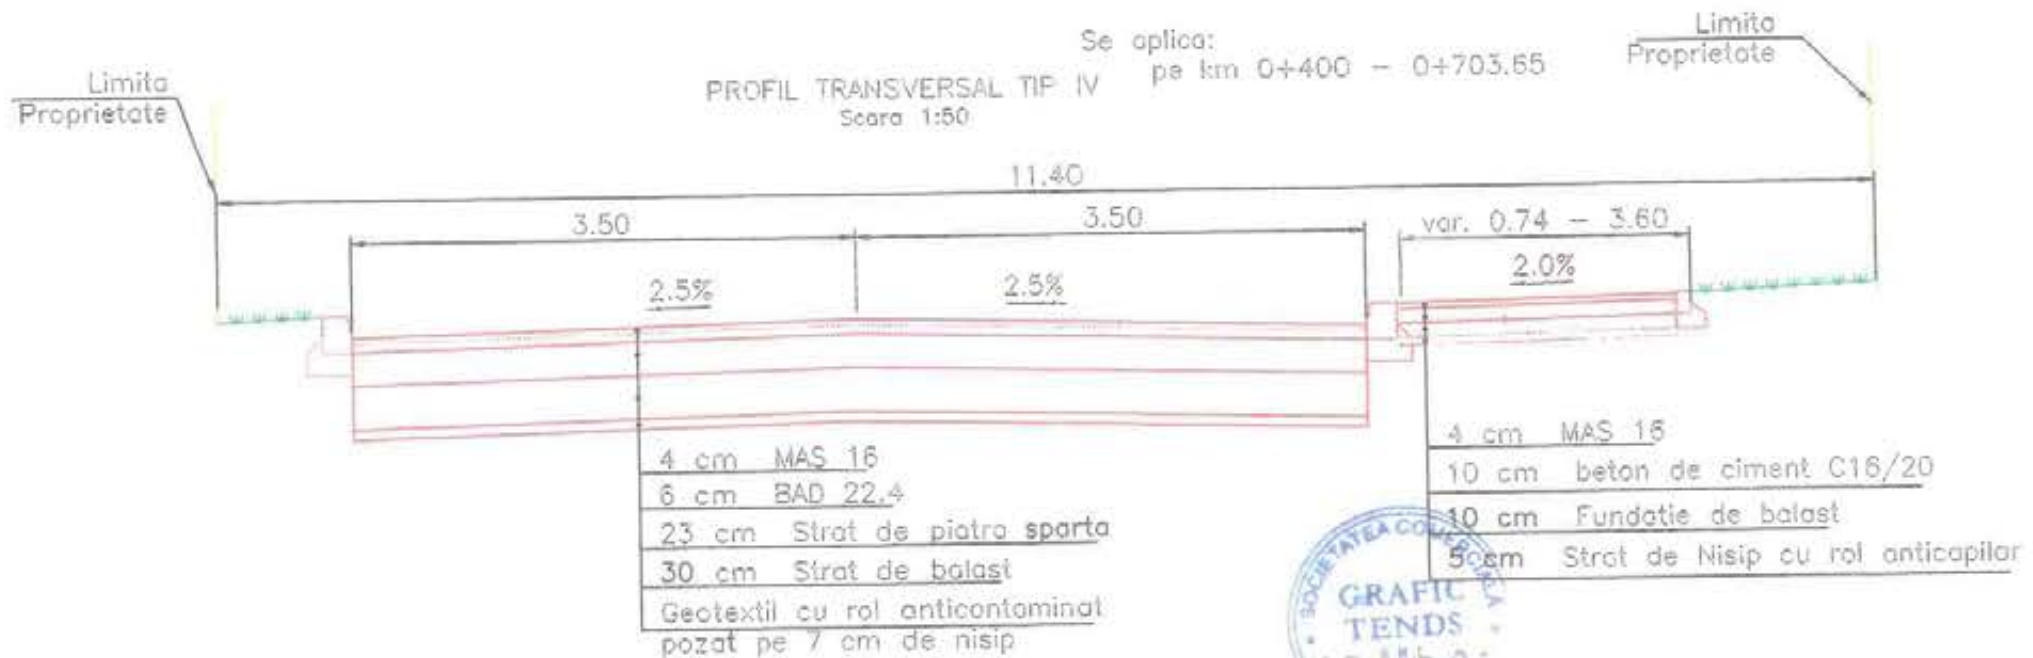 Limita
Proprietate
PROFIL TRANSVERSAL TIP IV
Scara 1:50
Se aplica:
pe km 0+400 - 0+703.65
Limita
Proprietate
11.40
3.50
3.50
var. 0.74 - 3.60
2.5%
2.5%
2.0%
4 cm MAS 16
6 cm BAD 22.4
23 cm Strat de piatra sparta
30 cm Strat de balast
Geotextil cu rol anticontaminat
pozat pe 7 cm de nisip
4 cm MAS 16
10 cm beton de ciment C16/20
10 cm Fundatie de balast
5 cm Strat de Nisip cu rol anticapilar
SOCIETATEA COMERCIALA
GRAFIC
TENDS